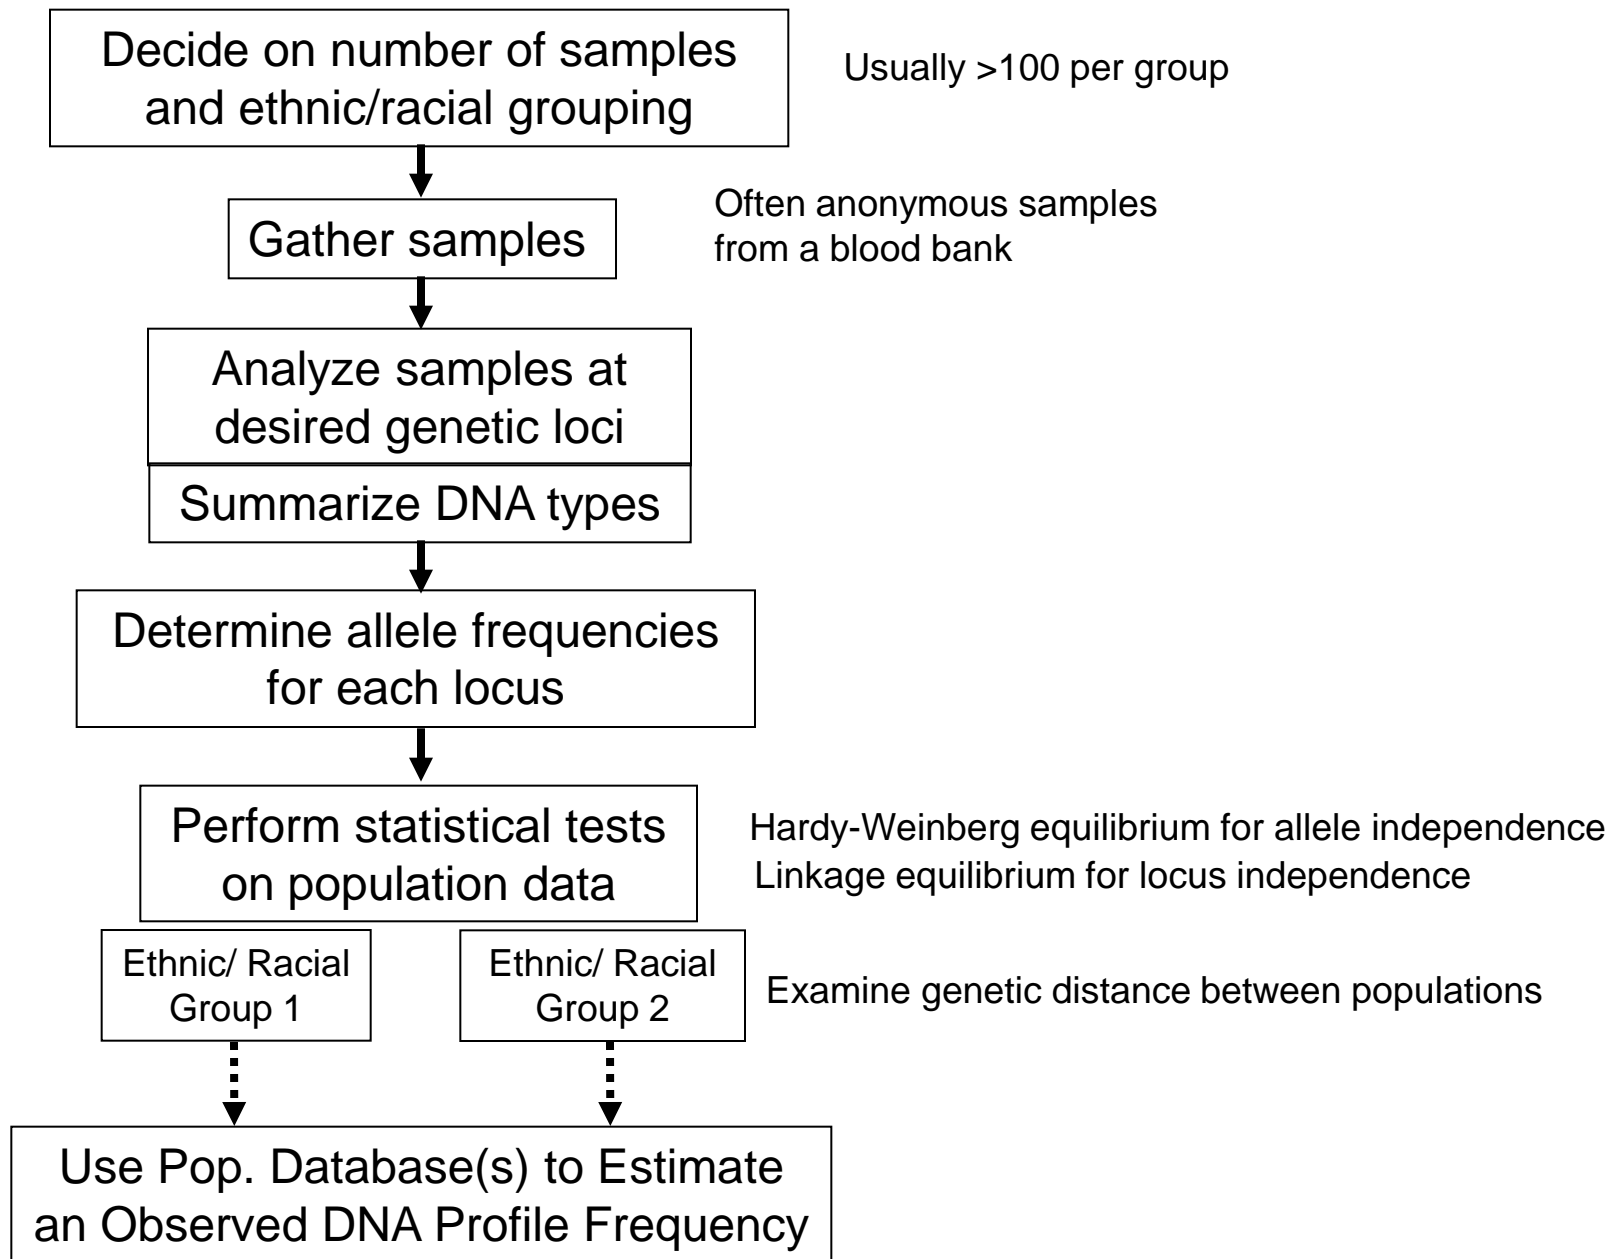 Decide on number of samples
and ethnic/racial grouping
Usually >100 per group
Gather samples
Often anonymous samples
from a blood bank
Analyze samples at
desired genetic loci
Summarize DNA types
Determine allele frequencies
for each locus
Perform statistical tests
on population data
Hardy-Weinberg equilibrium for allele independence
Linkage equilibrium for locus independence
Ethnic/ Racial
Group 1
Ethnic/ Racial
Group 2
Examine genetic distance between populations
Use Pop. Database(s) to Estimate
an Observed DNA Profile Frequency